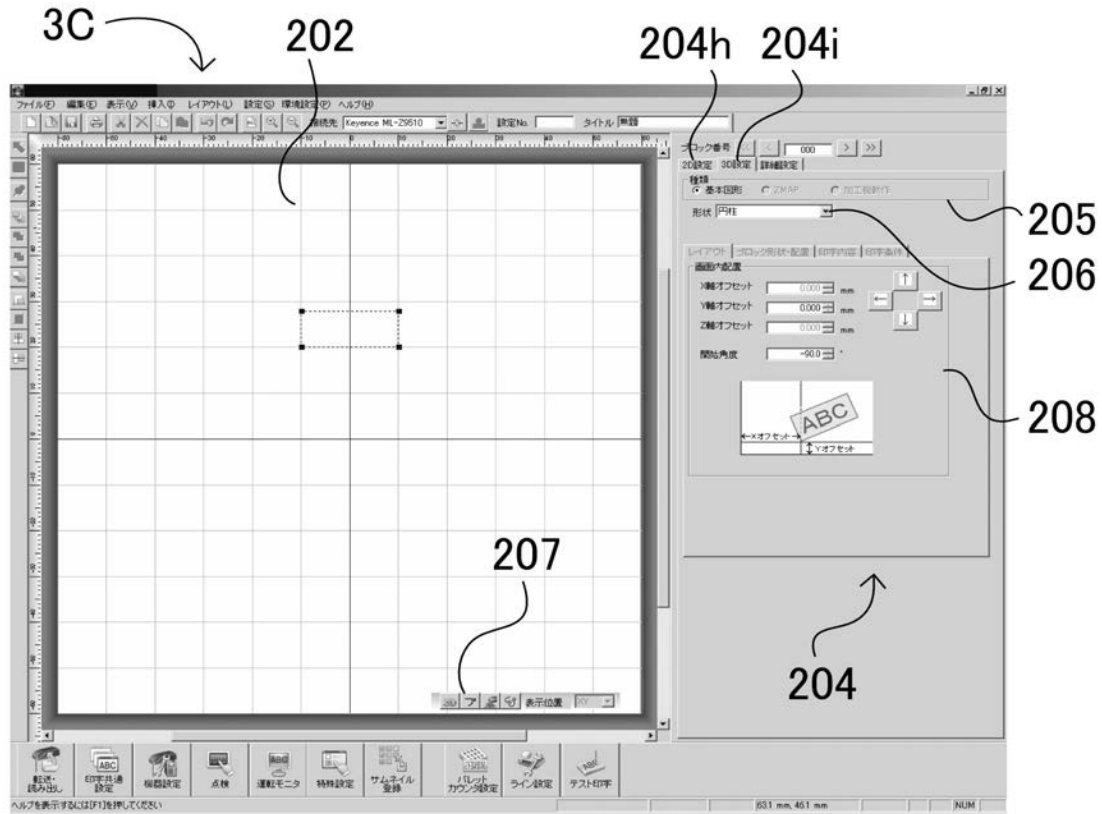 3C
202
204h
204i
ファイル(F) 編集(E) 表示(V) 挿入(I) レイアウト(L) 設定(S) 環境設定(P) ヘルプ(H)
接続先 Keyence ML-Z9510 設定No. タイトル 無題
ブロック番号 << < 000 > >>
2D設定 3D設定 詳細設定
種類
基本図形 ZMAP 加工機動作
205
形状 円柱
206
レイアウト ブロック形状・配置 印字内容 印字条件
画面内配置
X軸オフセット 0.000 mm
Y軸オフセット 0.000 mm
Z軸オフセット 0.000 mm
開始角度 -90.0 °
208
ABC
Xオフセット
Yオフセット
207
204
3D 表示位置 XY
転送・読み出し
印字共通設定
機器設定
点検
運転モニタ
特殊設定
サムネイル登録
パレットカウンタ設定
ライン設定
テスト印字
ヘルプを表示するには[F1]を押してください 63.1 mm, 46.1 mm NUM